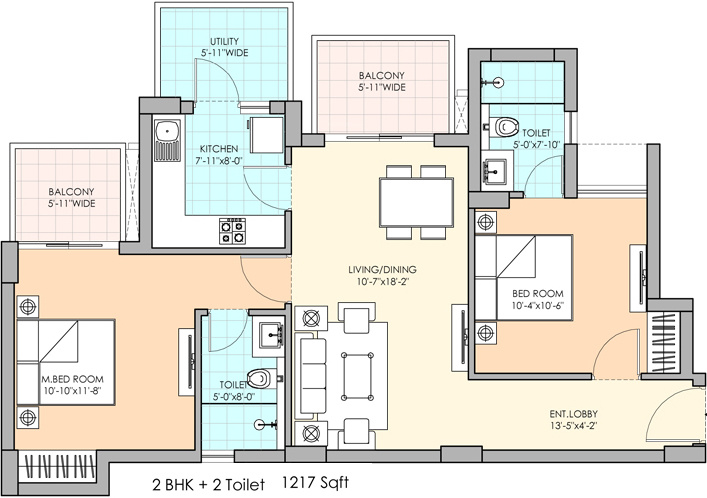 UTILITY
5'-11"WIDE
BALCONY
5'-11"WIDE
TOILET
5'-0"x7'-10"
KITCHEN
7'-11"x8'-0"
BALCONY
5'-11"WIDE
LIVING/DINING
10'-7"x18'-2"
BED ROOM
10'-4"x10'-6"
M.BED ROOM
10'-10"x11'-8"
TOILET
5'-0"x8'-0"
ENT.LOBBY
13'-5"x4'-2"
2 BHK + 2 Toilet 1217 Sqft